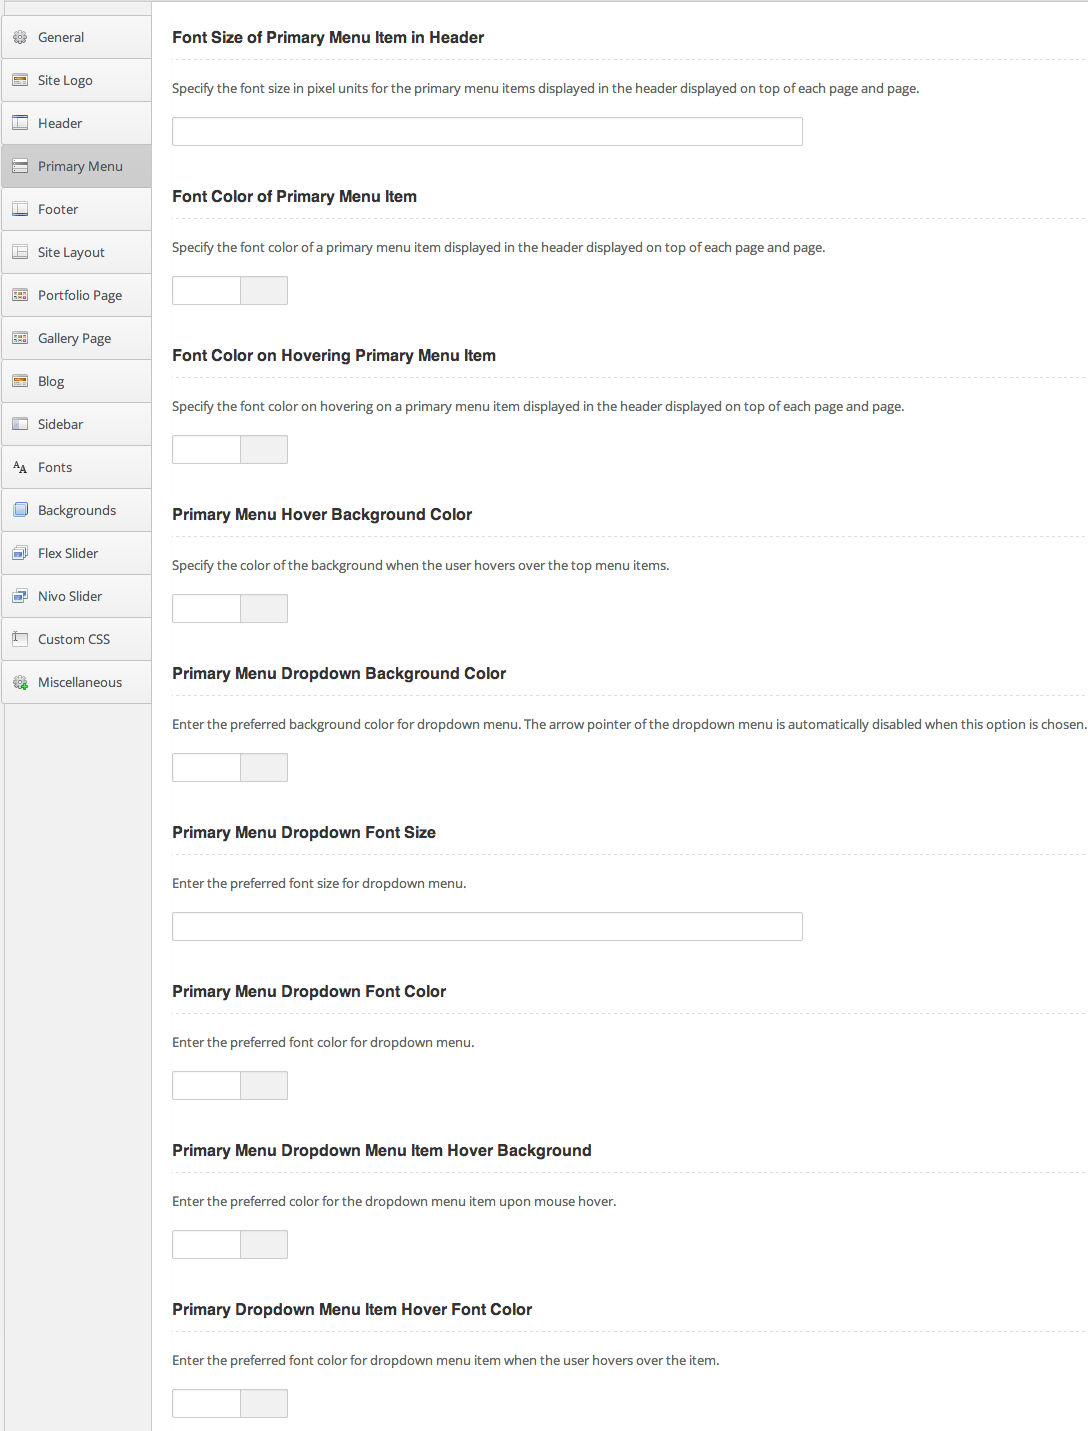 General
Site Logo
Header
Primary Menu
Footer
Site Layout
Portfolio Page
Gallery Page
Blog
Sidebar
Fonts
Backgrounds
Flex Slider
Nivo Slider
Custom CSS
Miscellaneous
Font Size of Primary Menu Item in Header
Specify the font size in pixel units for the primary menu items displayed in the header displayed on top of each page and page.
Font Color of Primary Menu Item
Specify the font color of a primary menu item displayed in the header displayed on top of each page and page.
Font Color on Hovering Primary Menu Item
Specify the font color on hovering on a primary menu item displayed in the header displayed on top of each page and page.
Primary Menu Hover Background Color
Specify the color of the background when the user hovers over the top menu items.
Primary Menu Dropdown Background Color
Enter the preferred background color for dropdown menu. The arrow pointer of the dropdown menu is automatically disabled when this option is chosen.
Primary Menu Dropdown Font Size
Enter the preferred font size for dropdown menu.
Primary Menu Dropdown Font Color
Enter the preferred font color for dropdown menu.
Primary Menu Dropdown Menu Item Hover Background
Enter the preferred color for the dropdown menu item upon mouse hover.
Primary Dropdown Menu Item Hover Font Color
Enter the preferred font color for dropdown menu item when the user hovers over the item.